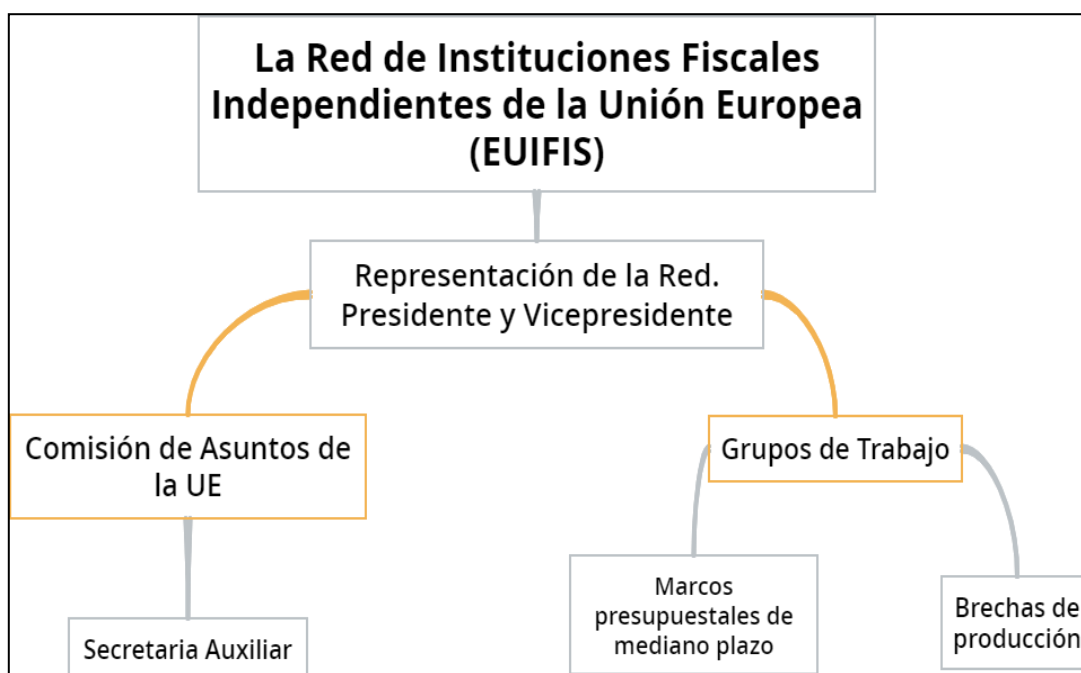 La Red de Instituciones Fiscales
Independientes de la Unión Europea
(EUIFIS)
Representación de la Red.
Presidente y Vicepresidente
Comisión de Asuntos de
la UE
Grupos de Trabajo
Secretaria Auxiliar
Marcos
presupuestales de
mediano plazo
Brechas de
producción